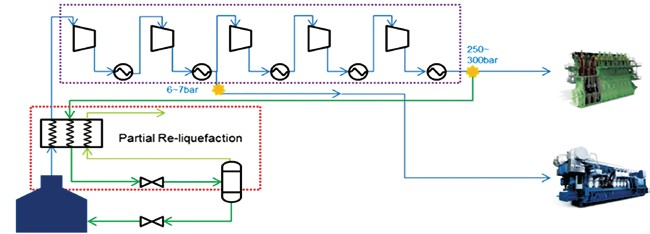 250~
300bar
6~7bar
Partial Re-liquefaction